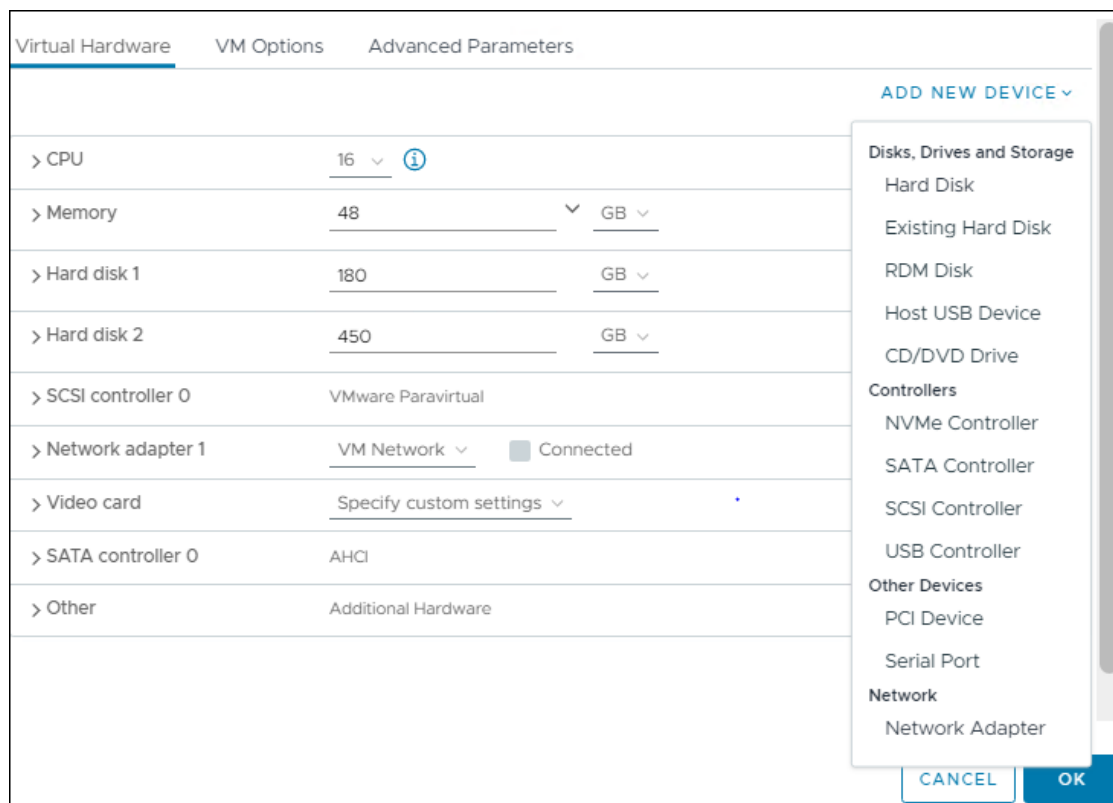 Virtual Hardware VM Options Advanced Parameters
ADD NEW DEVICE
CPU 16
Memory 48 GB
Hard disk 1 180 GB
Hard disk 2 450 GB
SCSI controller 0 VMware Paravirtual
Network adapter 1 VM Network Connected
Video card Specify custom settings
SATA controller 0 AHCI
Other Additional Hardware
Disks, Drives and Storage
Hard Disk
Existing Hard Disk
RDM Disk
Host USB Device
CD/DVD Drive
Controllers
NVMe Controller
SATA Controller
SCSI Controller
USB Controller
Other Devices
PCI Device
Serial Port
Network
Network Adapter
CANCEL OK